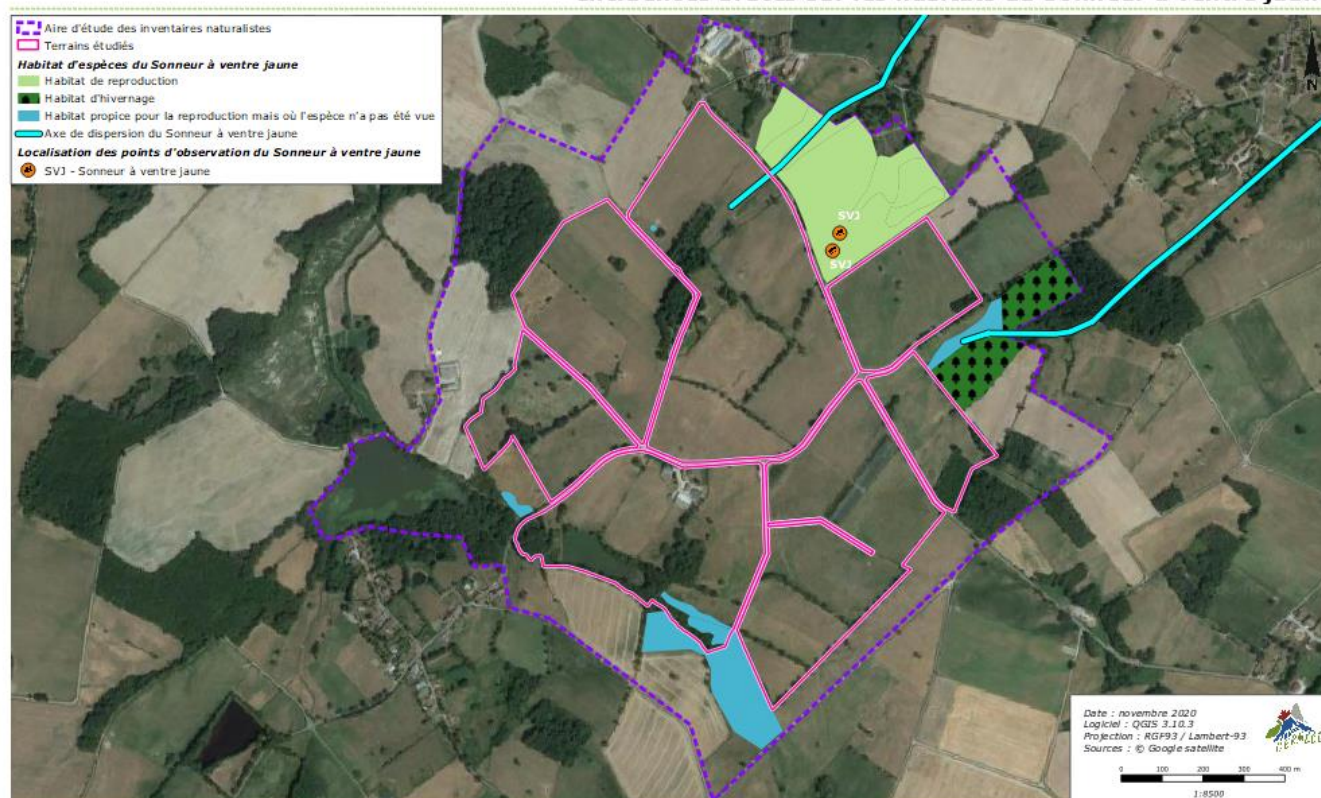 Aire d'étude des inventaires naturalistes
Terrains étudiés
Habitat d'espèces du Sonneur à ventre jaune
Habitat de reproduction
Habitat d'hivernage
Habitat propice pour la reproduction mais où l'espèce n'a pas été vue
Axe de dispersion du Sonneur à ventre jaune
Localisation des points d'observation du Sonneur à ventre jaune
SVJ - Sonneur à ventre jaune
N
SVJ
SVJ
Date : novembre 2020
Logiciel : QGIS 3.10.3
Projection : RGF93 / Lambert-93
Sources : © Google satellite
0 100 200 300 400 m
1:8500